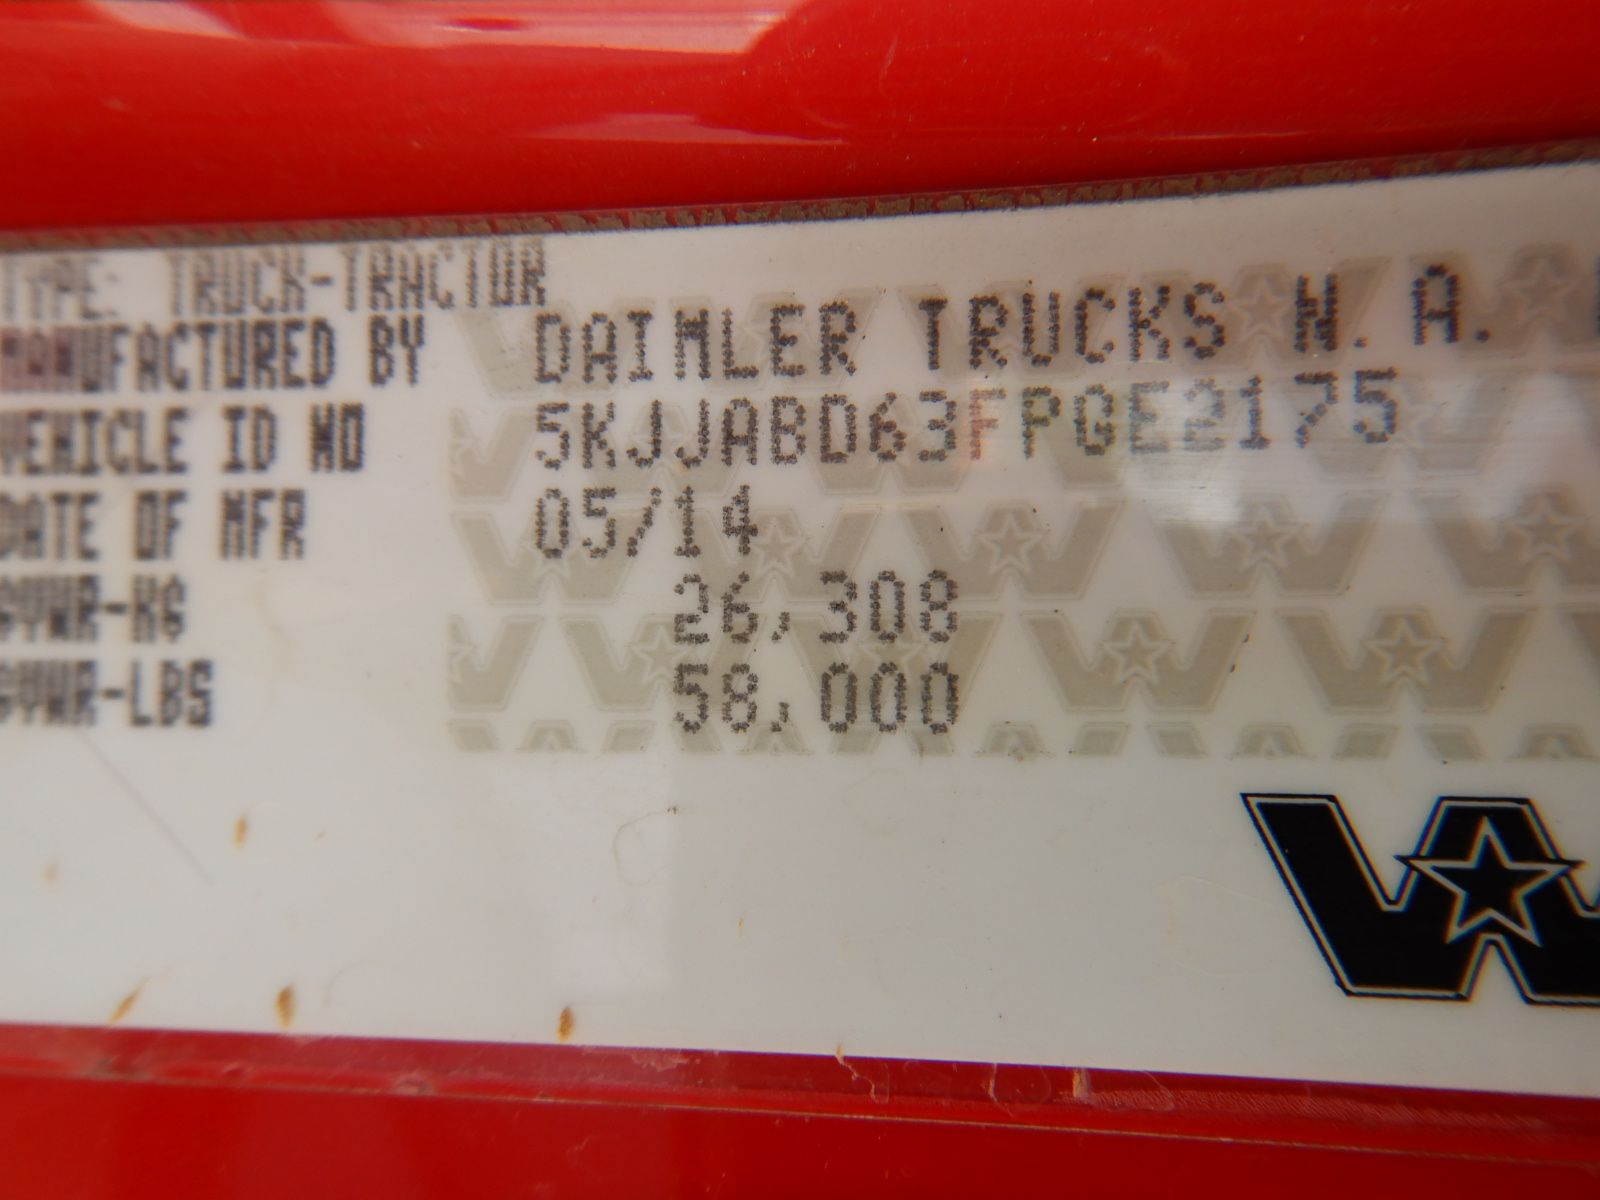 TYPE: TRUCK-TRACTOR
MANUFACTURED BY DAIMLER TRUCKS N.A.
VEHICLE ID NO 5KJJABD63FPGE2175
DATE OF MFR 05/14
GVWR-KG 26,308
GVWR-LBS 58,000